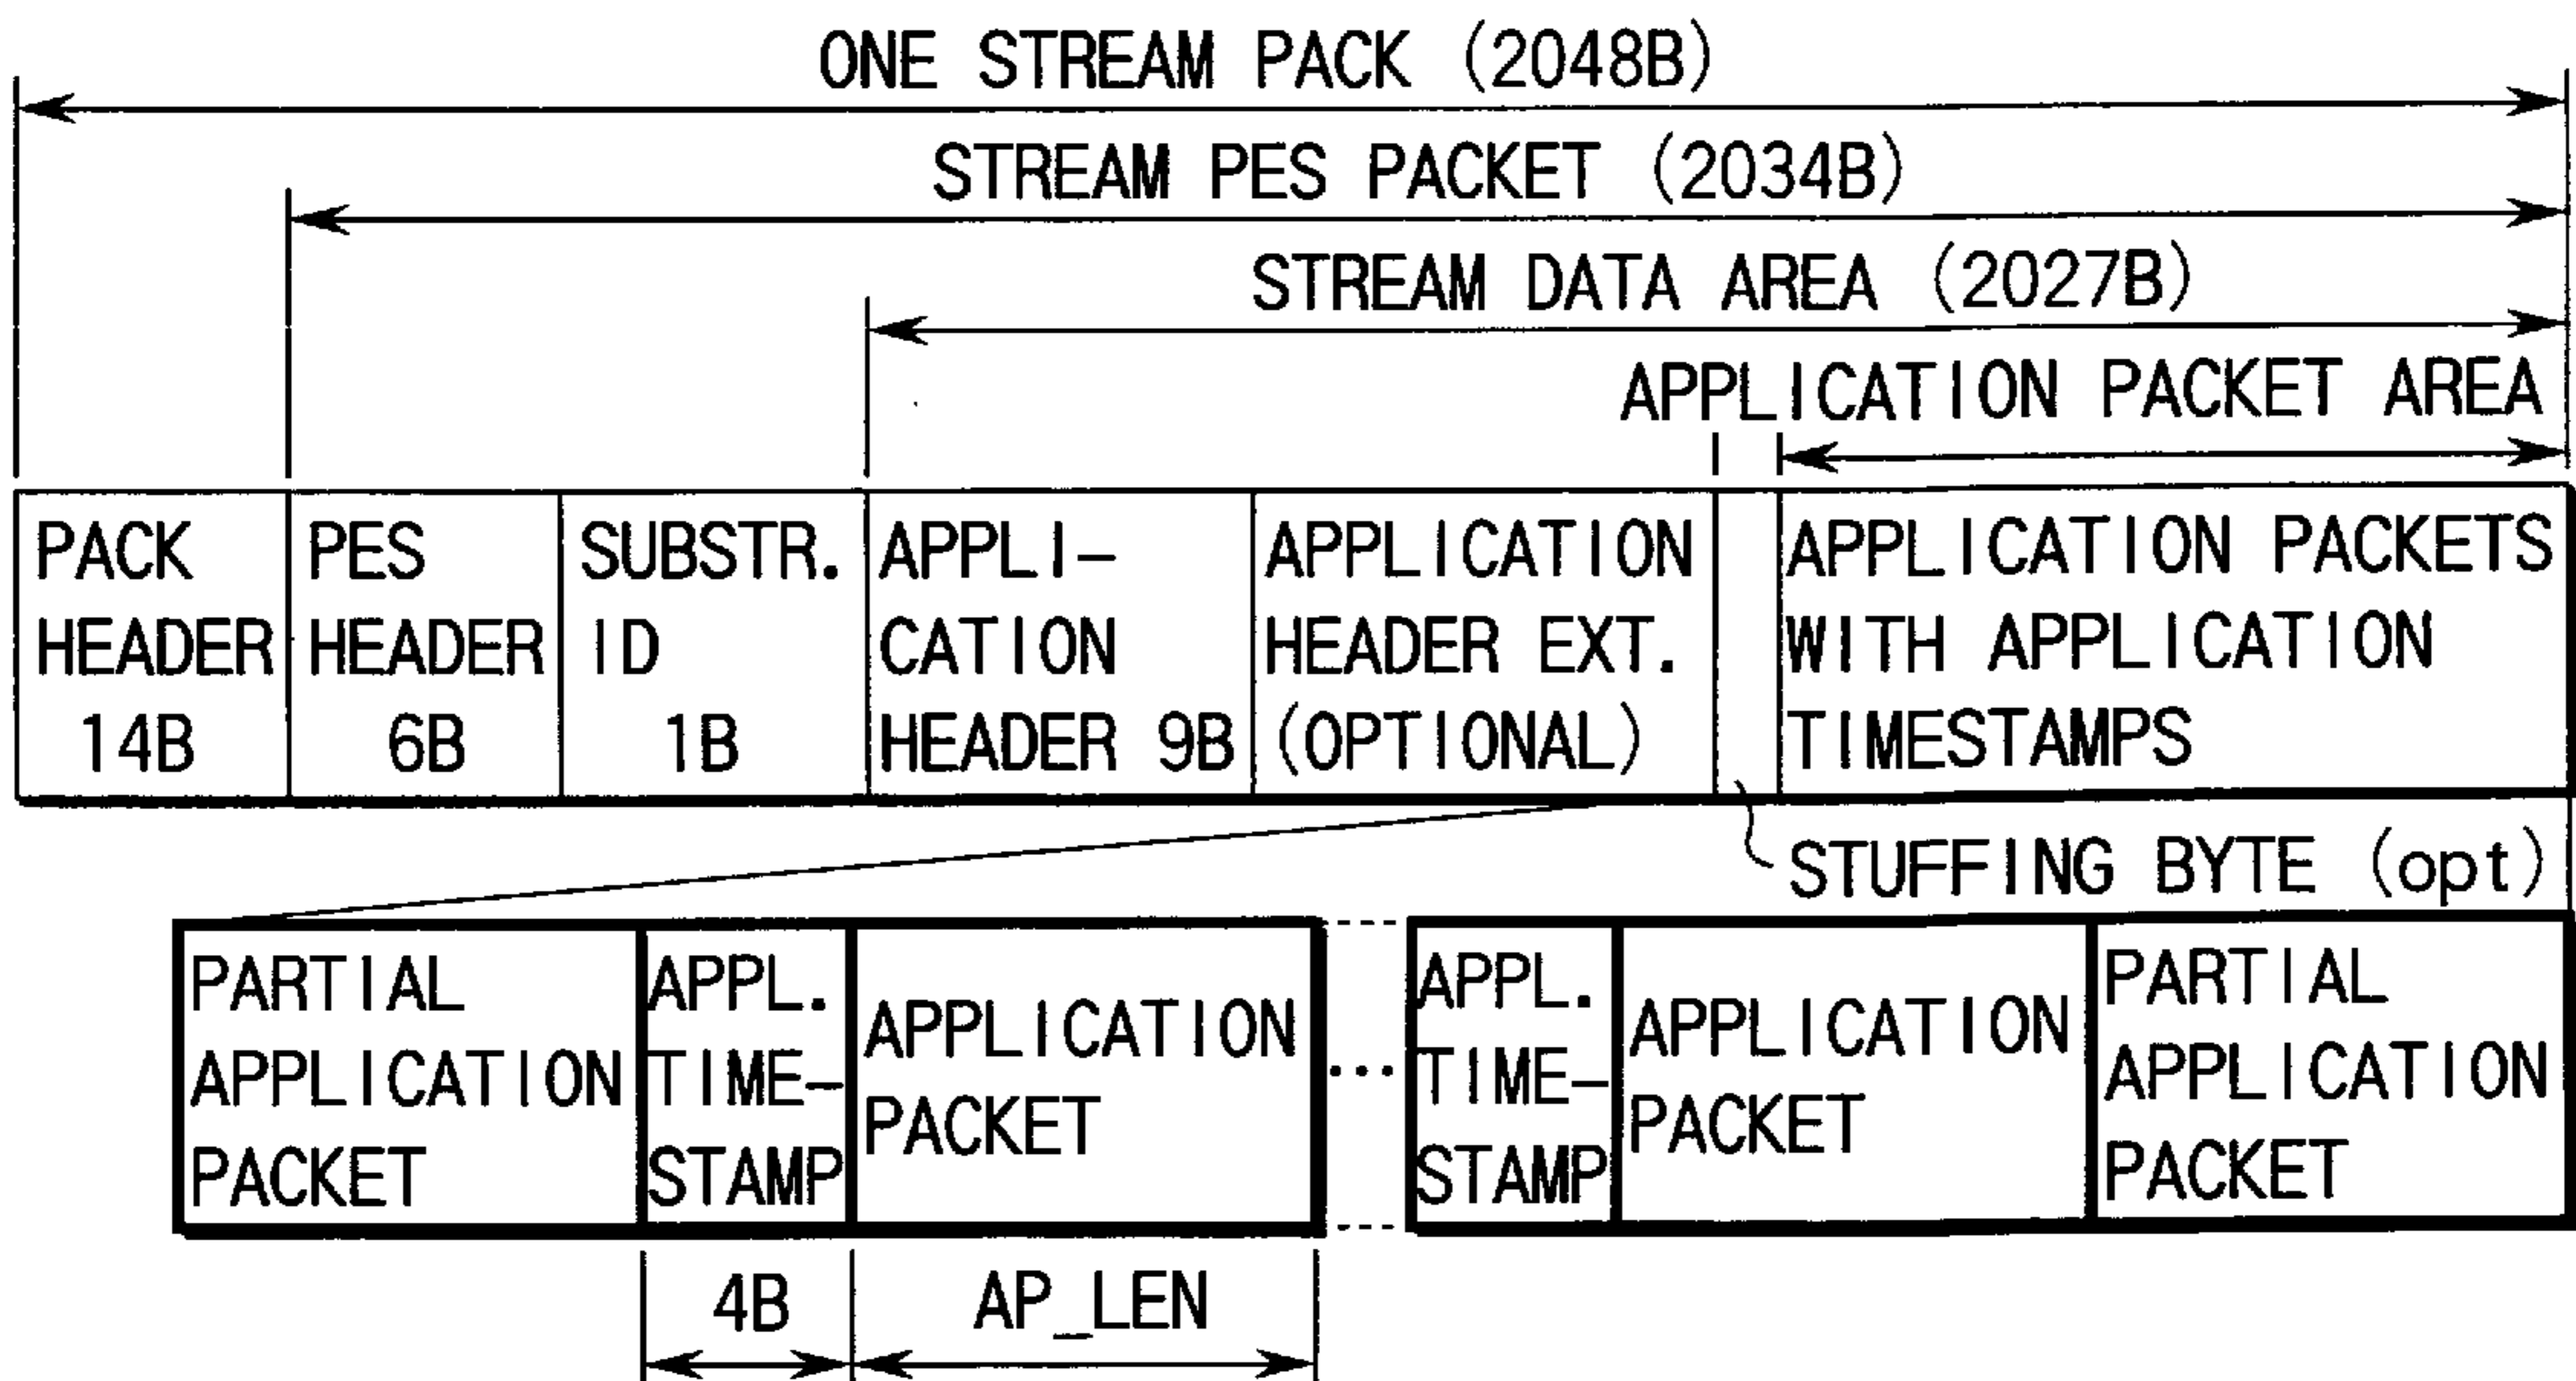 ONE STREAM PACK (2048B)
STREAM PES PACKET (2034B)
STREAM DATA AREA (2027B)
APPLICATION PACKET AREA
PACK
HEADER
14B
PES
HEADER
6B
SUBSTR.
ID
1B
APPLI-
CATION
HEADER 9B
APPLICATION
HEADER EXT.
(OPTIONAL)
APPLICATION PACKETS
WITH APPLICATION
TIMESTAMPS
STUFFING BYTE (opt)
PARTIAL
APPLICATION
PACKET
APPL.
TIME-
STAMP
APPLICATION
PACKET
...
APPL.
TIME-
STAMP
APPLICATION
PACKET
PARTIAL
APPLICATION
PACKET
4B
AP_LEN